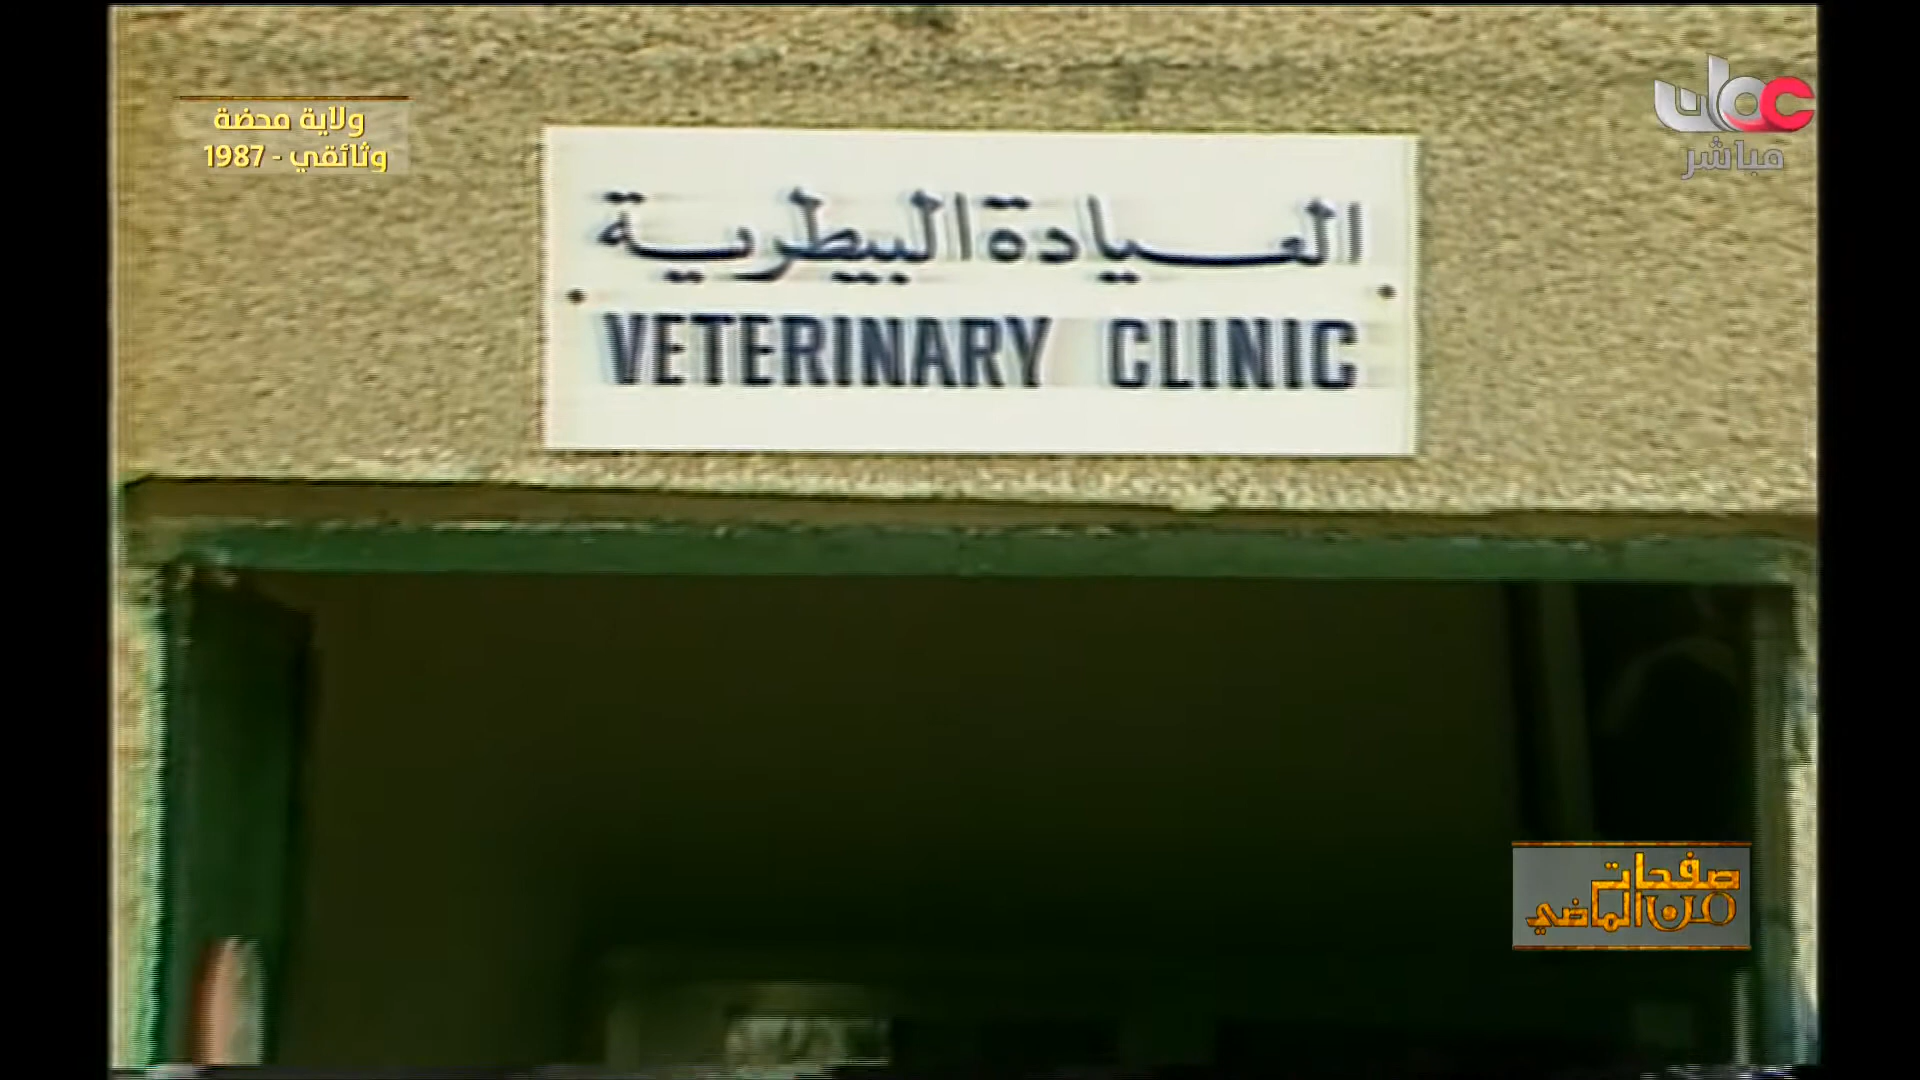 ولاية محضة
وثائقي - 1987
عمان
مباشر
العيادة البيطرية
VETERINARY CLINIC
صفحات
من الماضي